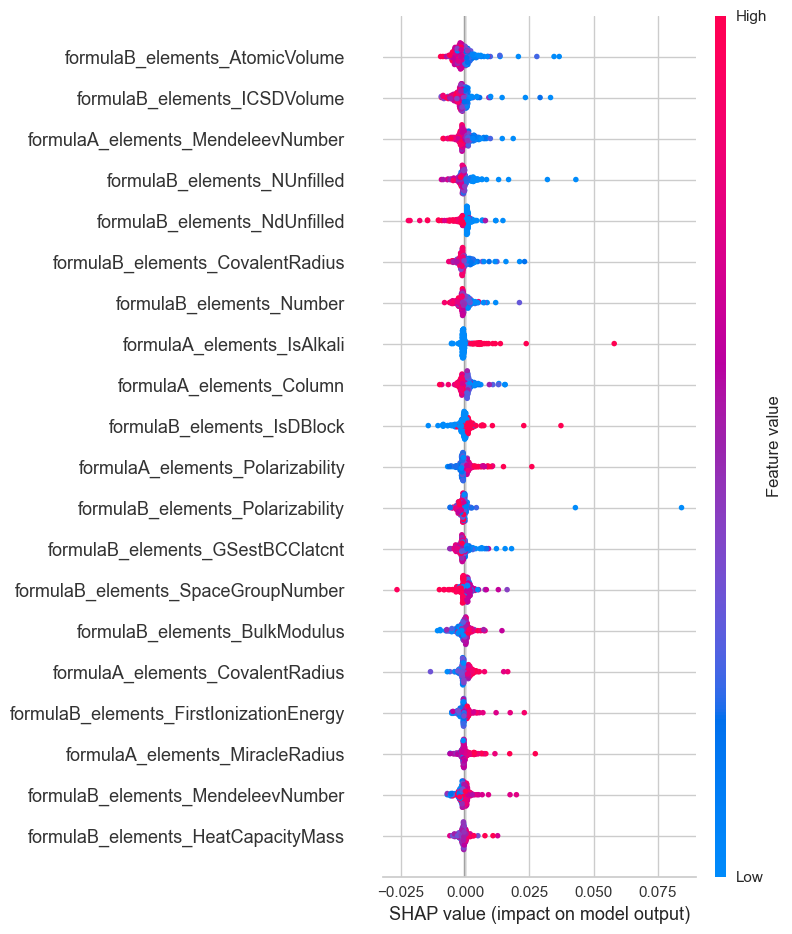 High
formulaB_elements_AtomicVolume
formulaB_elements_ICSDVolume
formulaA_elements_MendeleevNumber
formulaB_elements_NUnfilled
formulaB_elements_NdUnfilled
formulaB_elements_CovalentRadius
formulaB_elements_Number
formulaA_elements_IsAlkali
formulaA_elements_Column
formulaB_elements_IsDBlock
formulaA_elements_Polarizability
formulaB_elements_Polarizability
formulaB_elements_GSestBCClatcnt
formulaB_elements_SpaceGroupNumber
formulaB_elements_BulkModulus
formulaA_elements_CovalentRadius
formulaB_elements_FirstIonizationEnergy
formulaA_elements_MiracleRadius
formulaB_elements_MendeleevNumber
formulaB_elements_HeatCapacityMass
Feature value
Low
−0.025 0.000 0.025 0.050 0.075
SHAP value (impact on model output)